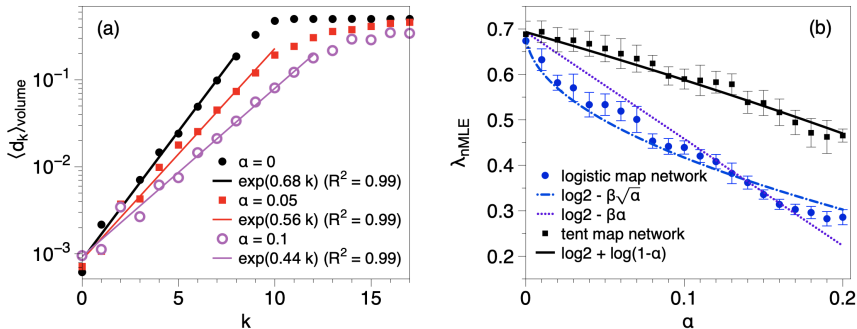 (a)
⟨d_k⟩_volume
10⁻¹
10⁻²
10⁻³
α = 0
exp(0.68 k) (R² = 0.99)
α = 0.05
exp(0.56 k) (R² = 0.99)
α = 0.1
exp(0.44 k) (R² = 0.99)
0 5 10 15
k
(b)
λ_nMLE
0.7
0.6
0.5
0.4
0.3
0.2
logistic map network
log2 - β√α
log2 - βα
tent map network
log2 + log(1-α)
0 0.1 0.2
α